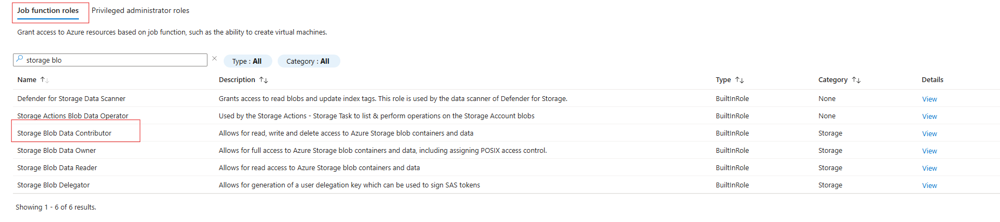 Job function roles Privileged administrator roles
Grant access to Azure resources based on job function, such as the ability to create virtual machines.
storage blo Type : All Category : All
Name Description Type Category Details
Defender for Storage Data Scanner Grants access to read blobs and update index tags. This role is used by the data scanner of Defender for Storage. BuiltInRole None View
Storage Actions Blob Data Operator Used by the Storage Actions - Storage Task to list & perform operations on the Storage Account blobs BuiltInRole None View
Storage Blob Data Contributor Allows for read, write and delete access to Azure Storage blob containers and data BuiltInRole Storage View
Storage Blob Data Owner Allows for full access to Azure Storage blob containers and data, including assigning POSIX access control. BuiltInRole Storage View
Storage Blob Data Reader Allows for read access to Azure Storage blob containers and data BuiltInRole Storage View
Storage Blob Delegator Allows for generation of a user delegation key which can be used to sign SAS tokens BuiltInRole Storage View
Showing 1 - 6 of 6 results.